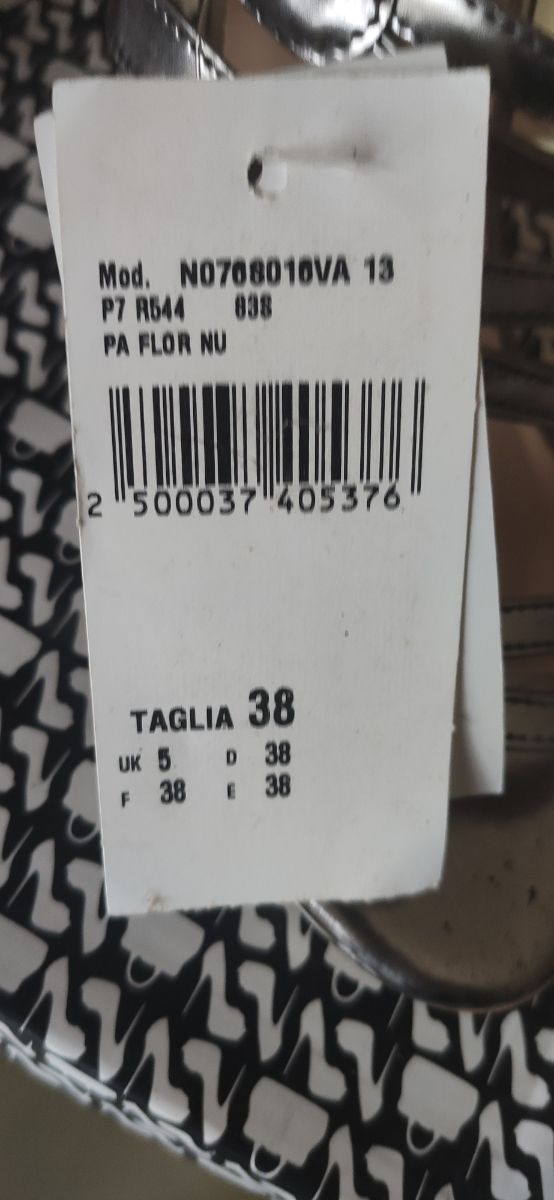 Mod. N0768016VA 13
P7 R544 838
PA FLOR NU
2 500037 405376
TAGLIA 38
UK 5 D 38
F 38 E 38